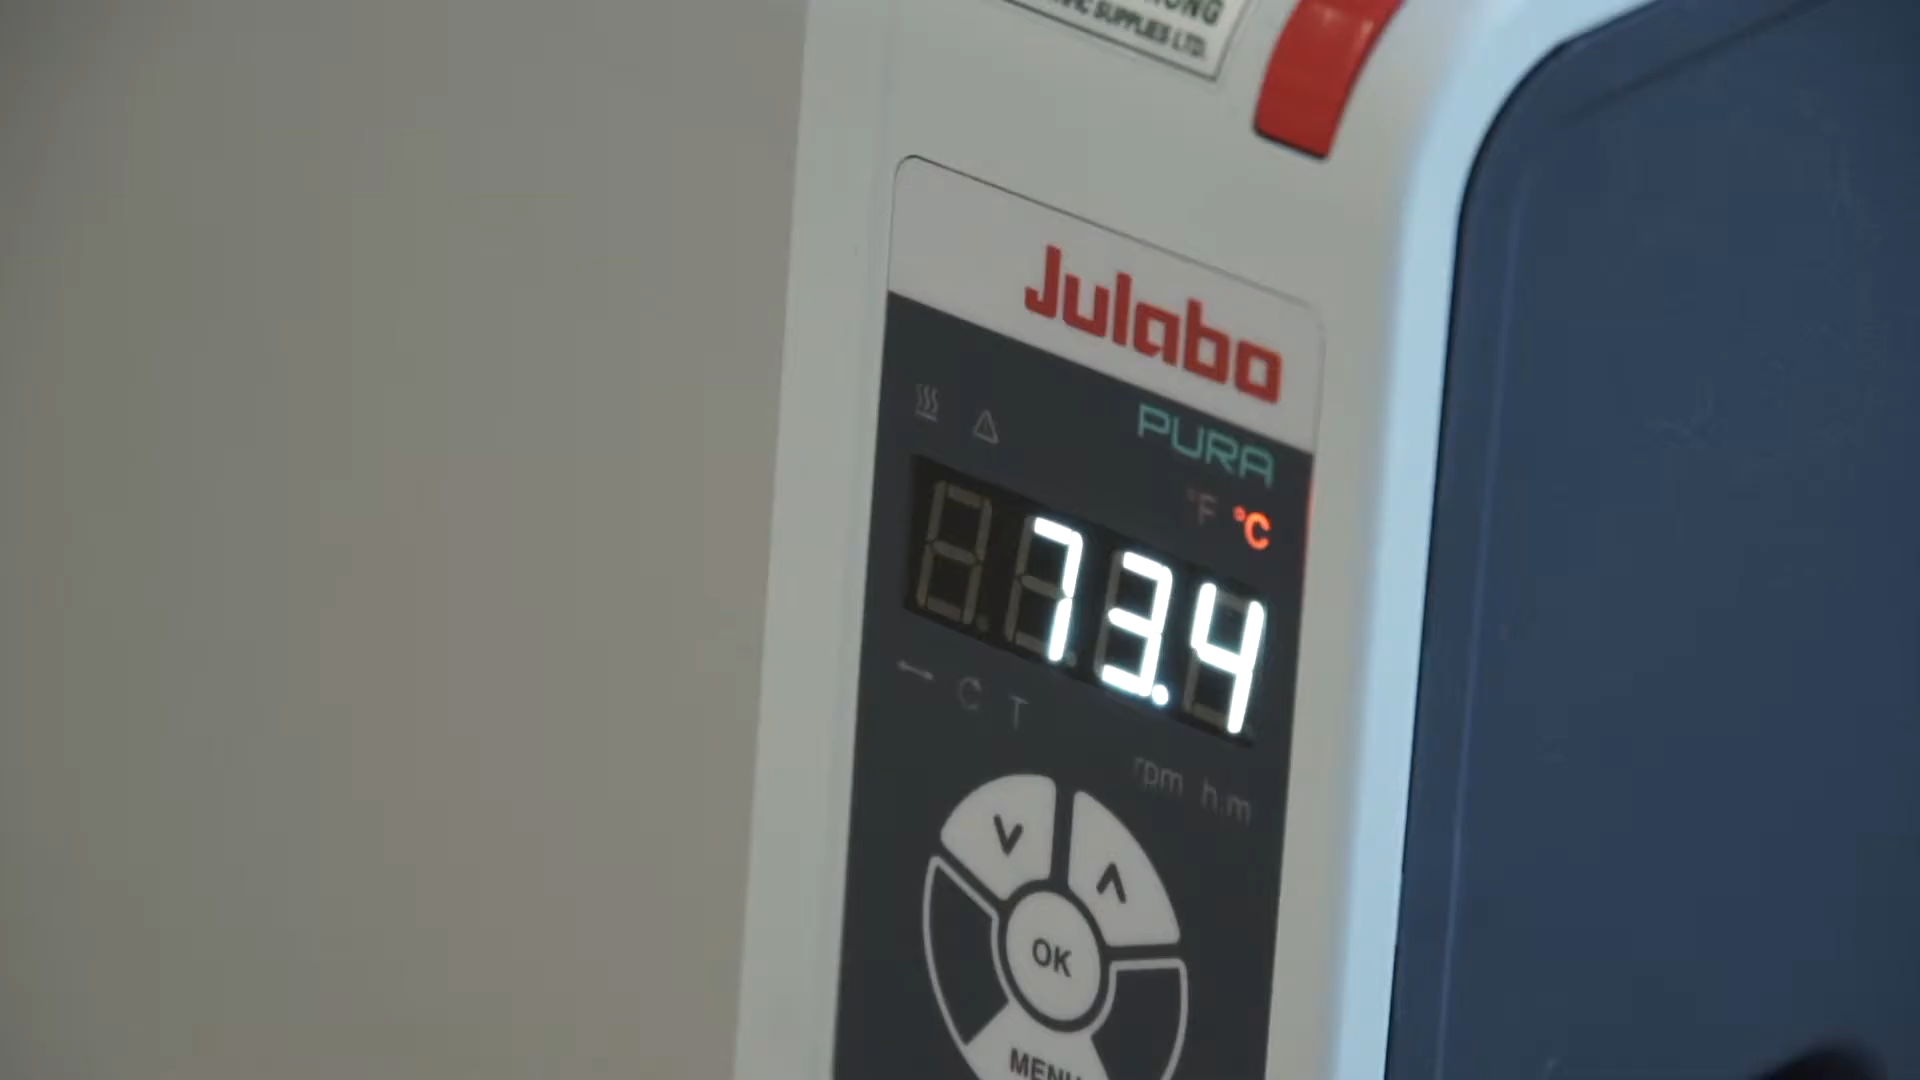 SUPPLIES LTD.
Julabo
PURA
°F °C
73.4
C T
rpm h.m
OK
MENU